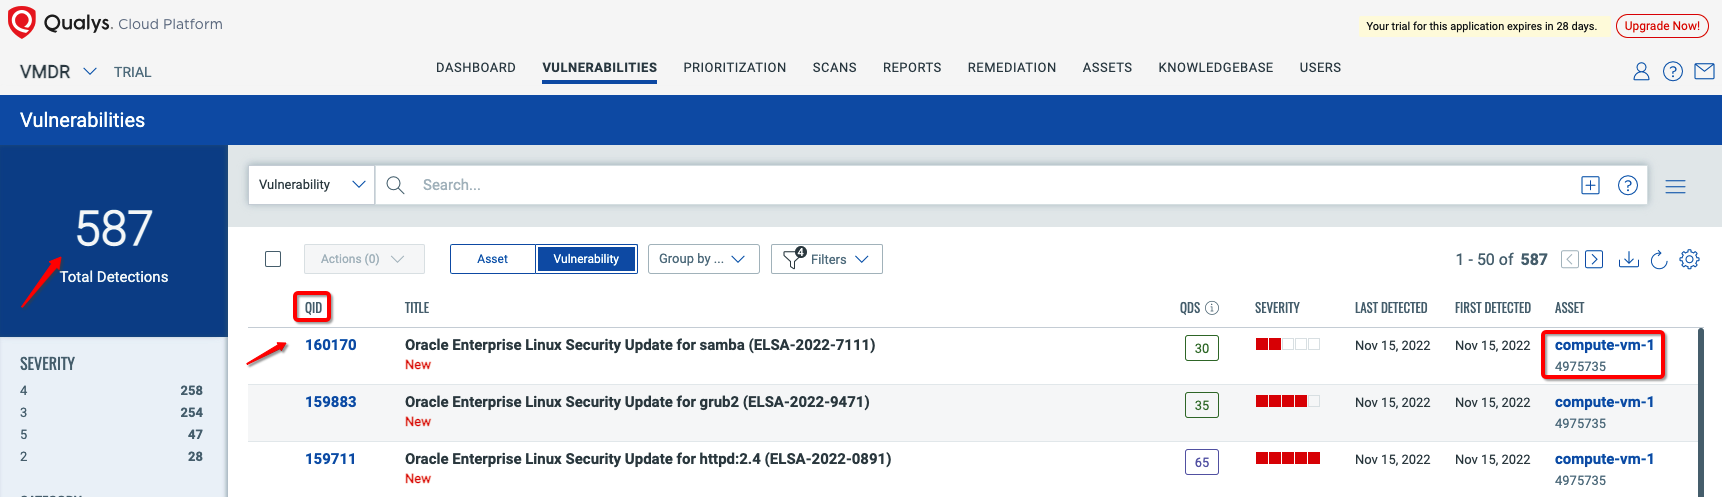 Qualys. Cloud Platform
Your trial for this application expires in 28 days. Upgrade Now!
VMDR TRIAL
DASHBOARD VULNERABILITIES PRIORITIZATION SCANS REPORTS REMEDIATION ASSETS KNOWLEDGEBASE USERS
Vulnerabilities
587
Total Detections
SEVERITY
4 258
3 254
5 47
2 28
Vulnerability Search...
Actions (0) Asset Vulnerability Group by ... 4 Filters 1 - 50 of 587
QID TITLE QDS SEVERITY LAST DETECTED FIRST DETECTED ASSET
160170 Oracle Enterprise Linux Security Update for samba (ELSA-2022-7111) 30 Nov 15, 2022 Nov 15, 2022 compute-vm-1
New 4975735
159883 Oracle Enterprise Linux Security Update for grub2 (ELSA-2022-9471) 35 Nov 15, 2022 Nov 15, 2022 compute-vm-1
New 4975735
159711 Oracle Enterprise Linux Security Update for httpd:2.4 (ELSA-2022-0891) 65 Nov 15, 2022 Nov 15, 2022 compute-vm-1
New 4975735